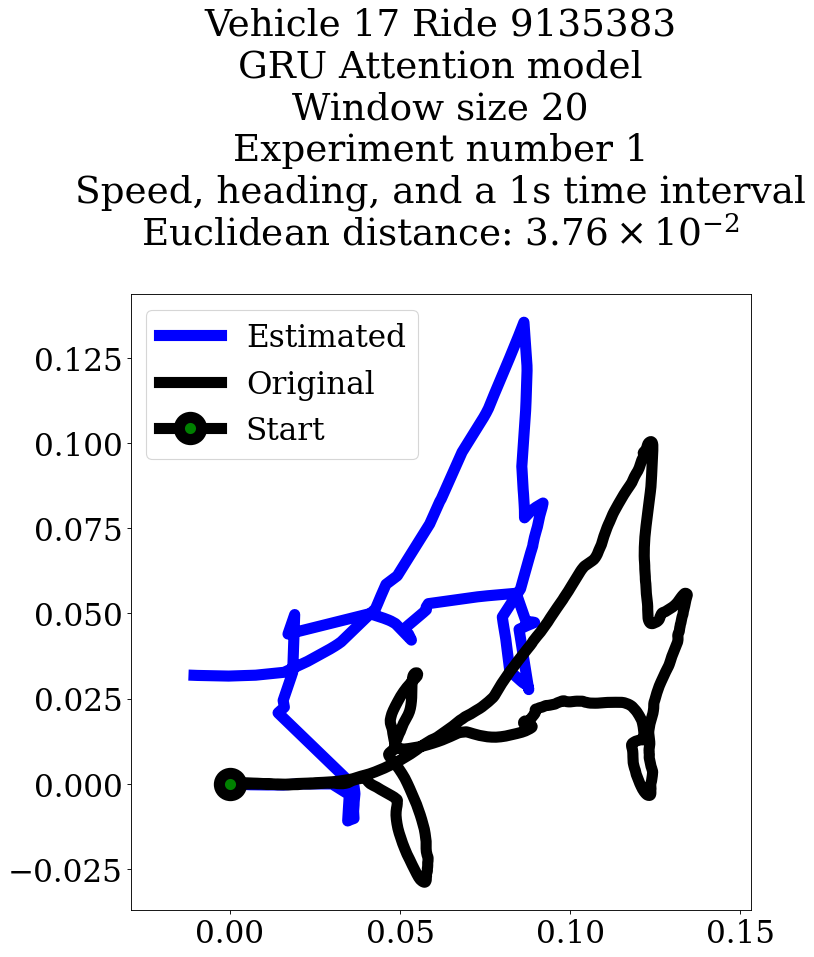 Vehicle 17 Ride 9135383
GRU Attention model
Window size 20
Experiment number 1
Speed, heading, and a 1s time interval
Euclidean distance: 3.76 × 10⁻²
Estimated
Original
Start
0.125
0.100
0.075
0.050
0.025
0.000
−0.025
0.00 0.05 0.10 0.15